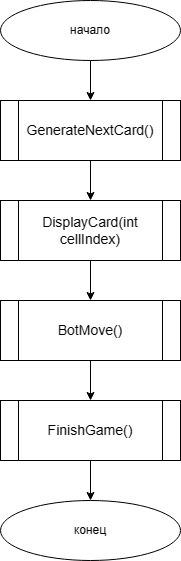 начало
GenerateNextCard()
DisplayCard(int
cellIndex)
BotMove()
FinishGame()
конец